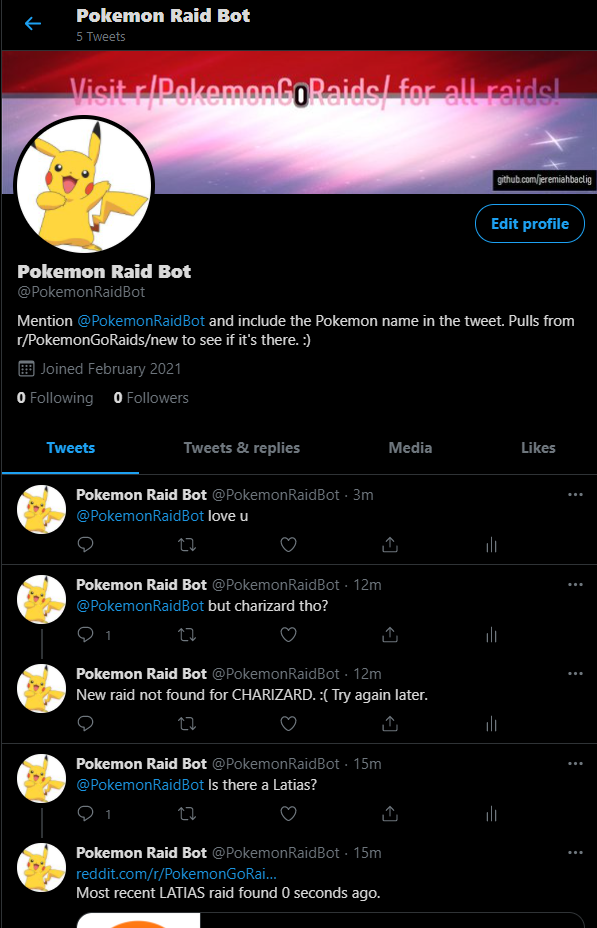 Pokemon Raid Bot
5 Tweets
Visit r/PokemonGoRaids/ for all raids!
github.com/jeremiahbaclig
Edit profile
Pokemon Raid Bot
@PokemonRaidBot
Mention @PokemonRaidBot and include the Pokemon name in the tweet. Pulls from
r/PokemonGoRaids/new to see if it's there. :)
Joined February 2021
0 Following 0 Followers
Tweets Tweets & replies Media Likes
Pokemon Raid Bot @PokemonRaidBot · 3m
@PokemonRaidBot love u
Pokemon Raid Bot @PokemonRaidBot · 12m
@PokemonRaidBot but charizard tho?
1
Pokemon Raid Bot @PokemonRaidBot · 12m
New raid not found for CHARIZARD. :( Try again later.
Pokemon Raid Bot @PokemonRaidBot · 15m
@PokemonRaidBot Is there a Latias?
1
Pokemon Raid Bot @PokemonRaidBot · 15m
reddit.com/r/PokemonGoRai...
Most recent LATIAS raid found 0 seconds ago.